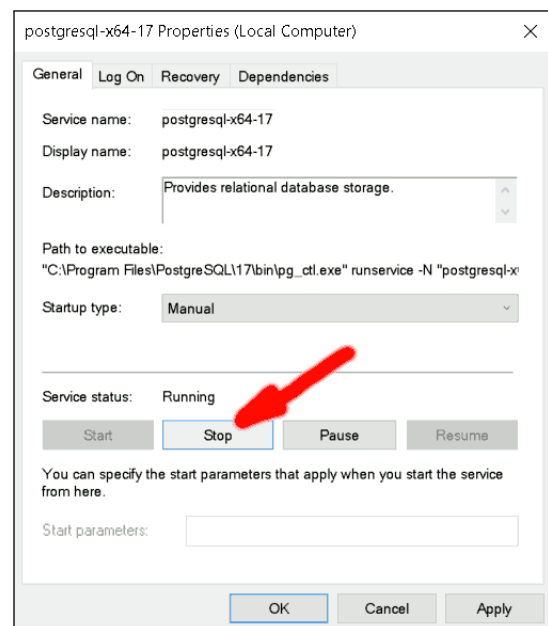 postgresql-x64-17 Properties (Local Computer)
General Log On Recovery Dependencies
Service name: postgresql-x64-17
Display name: postgresql-x64-17
Description: Provides relational database storage.
Path to executable:
"C:\Program Files\PostgreSQL\17\bin\pg_ctl.exe" runservice -N "postgresql-x
Startup type: Manual
Service status: Running
Start Stop Pause Resume
You can specify the start parameters that apply when you start the service
from here.
Start parameters:
OK Cancel Apply